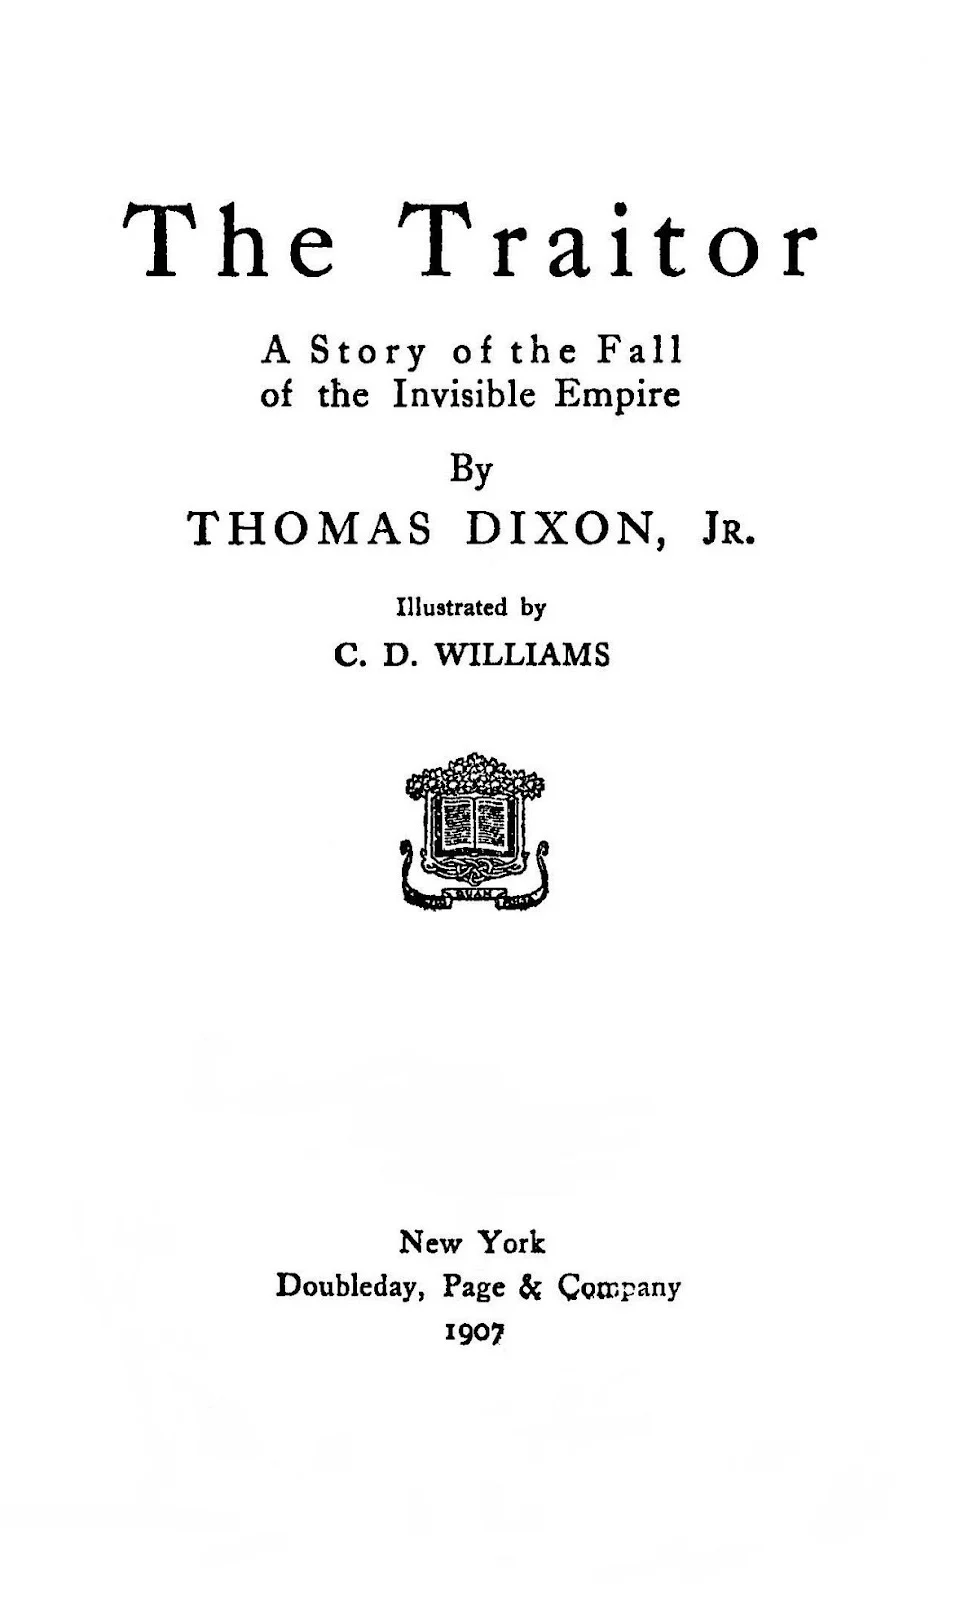 The Traitor
A Story of the Fall
of the Invisible Empire
By
THOMAS DIXON, JR.
Illustrated by
C. D. WILLIAMS
QUAM
New York
Doubleday, Page & Company
1907